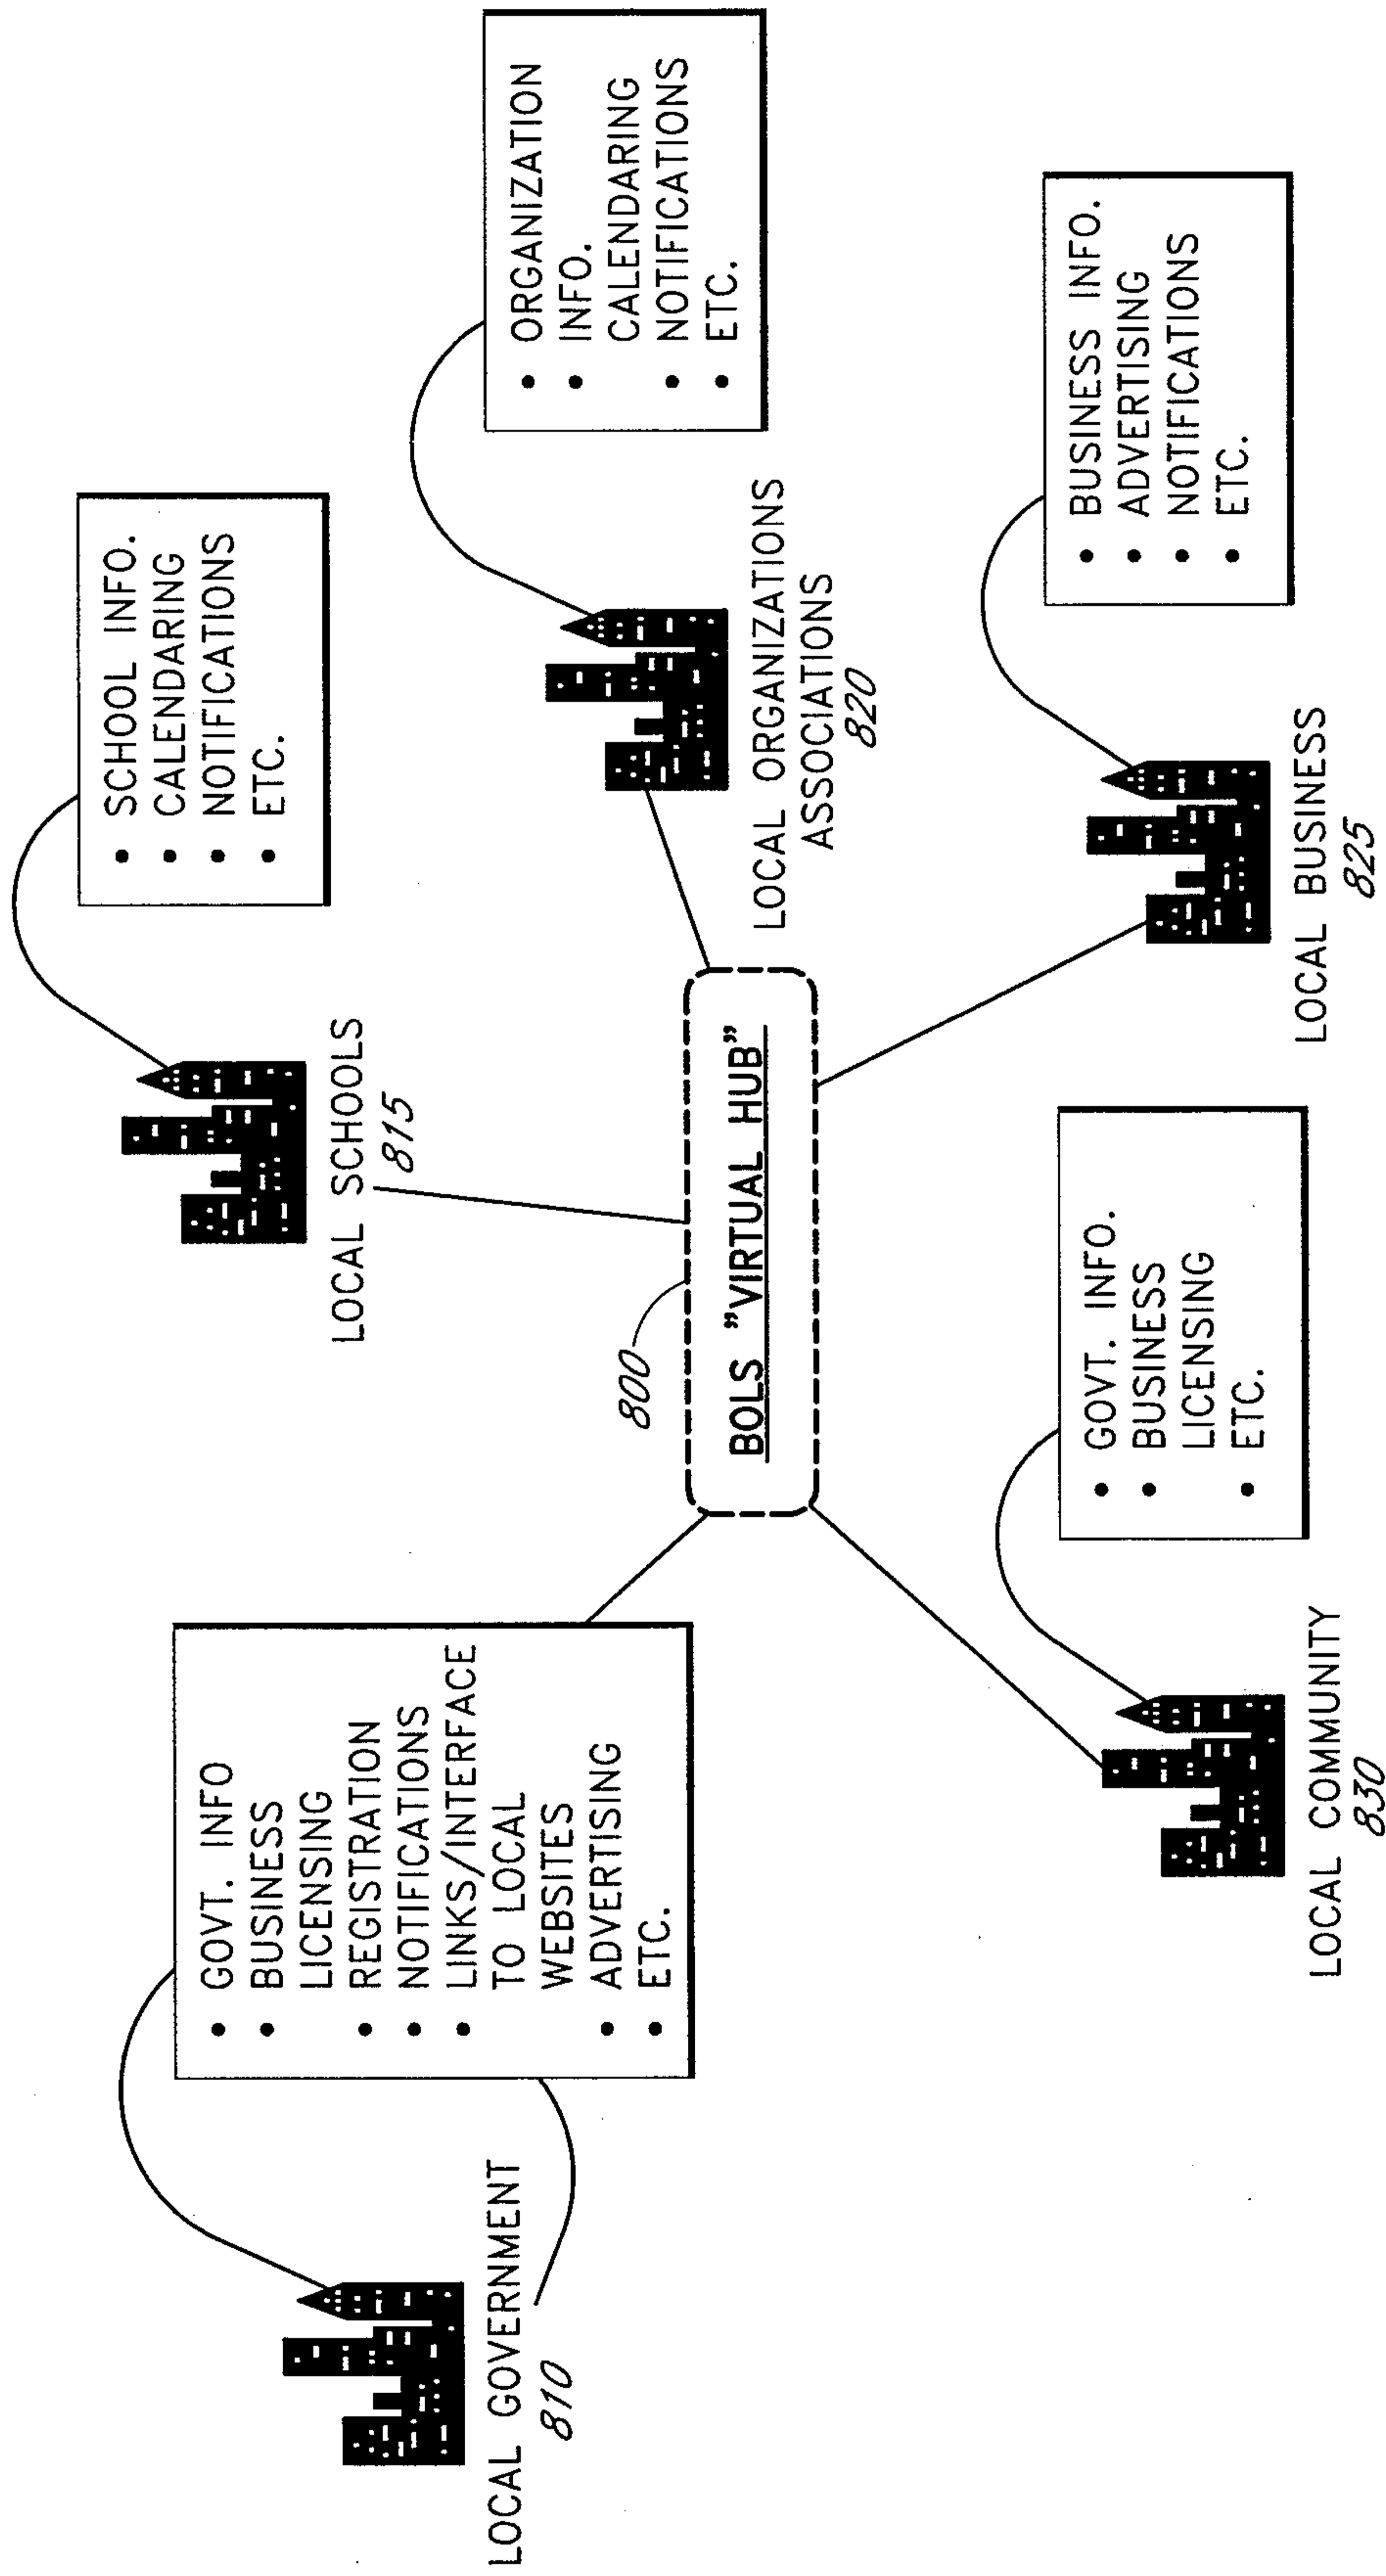 LOCAL GOVERNMENT
810
• GOVT. INFO
• BUSINESS
LICENSING
• REGISTRATION
• NOTIFICATIONS
• LINKS/INTERFACE
TO LOCAL
WEBSITES
• ADVERTISING
• ETC.
LOCAL SCHOOLS
815
• SCHOOL INFO.
• CALENDARING
• NOTIFICATIONS
• ETC.
800
BOLS "VIRTUAL HUB"
LOCAL ORGANIZATIONS
ASSOCIATIONS
820
• ORGANIZATION
• INFO.
CALENDARING
• NOTIFICATIONS
• ETC.
LOCAL COMMUNITY
830
• GOVT. INFO.
• BUSINESS
LICENSING
• ETC.
LOCAL BUSINESS
825
• BUSINESS INFO.
• ADVERTISING
• NOTIFICATIONS
• ETC.